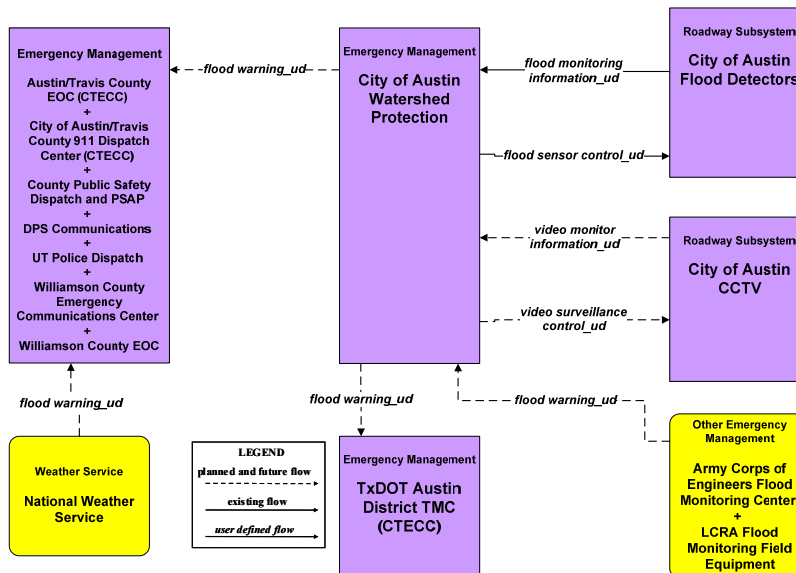 Emergency Management
Austin/Travis County
EOC (CTECC)
+
City of Austin/Travis
County 911 Dispatch
Center (CTECC)
+
County Public Safety
Dispatch and PSAP
+
DPS Communications
+
UT Police Dispatch
+
Williamson County
Emergency
Communications Center
+
Williamson County EOC
flood warning_ud
Emergency Management
City of Austin
Watershed
Protection
flood monitoring
information_ud
flood sensor control_ud
Roadway Subsystem
City of Austin
Flood Detectors
video monitor
information_ud
video surveillance
control_ud
Roadway Subsystem
City of Austin
CCTV
flood warning_ud
flood warning_ud
flood warning_ud
Weather Service
National Weather
Service
LEGEND
planned and future flow
existing flow
user defined flow
Emergency Management
TxDOT Austin
District TMC
(CTECC)
Other Emergency
Management
Army Corps of
Engineers Flood
Monitoring Center
+
LCRA Flood
Monitoring Field
Equipment